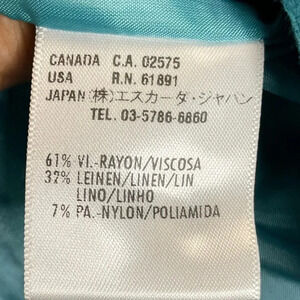 CANADA C.A. 02575
USA R.N. 61891
JAPAN (株)エスカーダ・ジャパン
TEL. 03-5786-6860
61% VI.-RAYON/VISCOSA
32% LEINEN/LINEN/LIN
LINO/LINHO
7% PA.-NYLON/POLIAMIDA